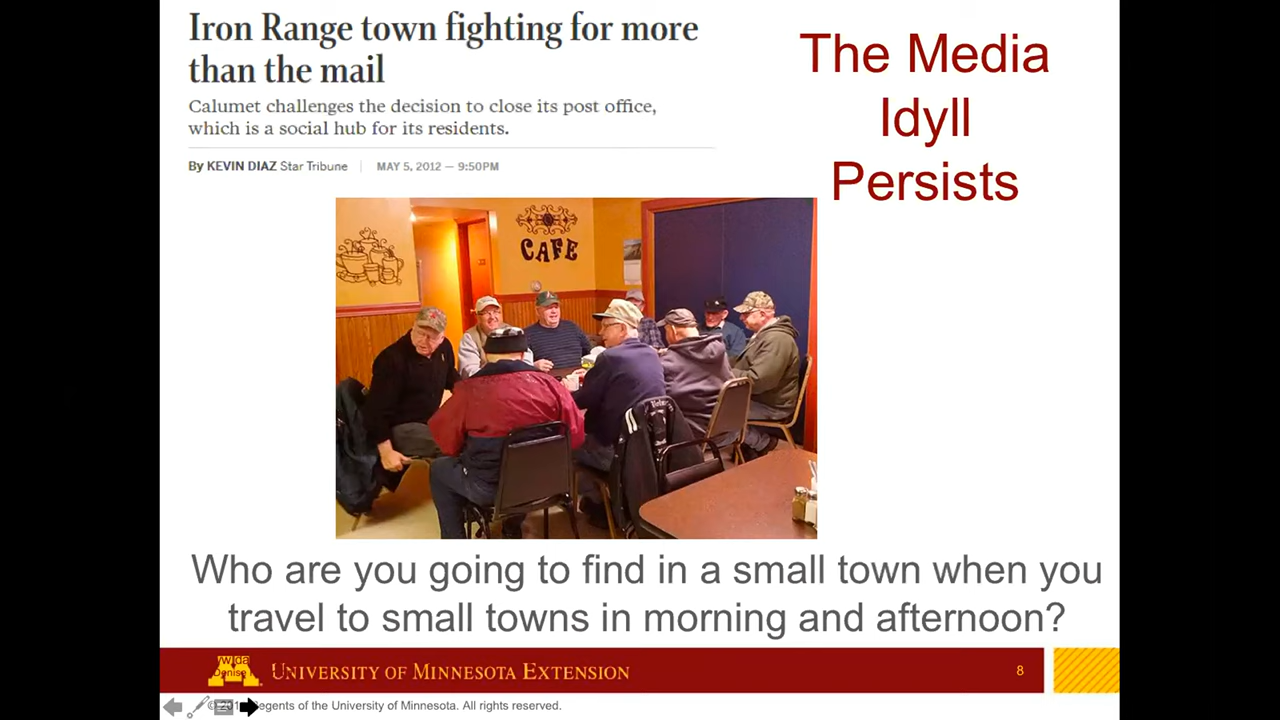 Iron Range town fighting for more
than the mail
Calumet challenges the decision to close its post office,
which is a social hub for its residents.
By KEVIN DIAZ Star Tribune | MAY 5, 2012 — 9:50PM
The Media
Idyll
Persists
CAFE
Who are you going to find in a small town when you
travel to small towns in morning and afternoon?
UNIVERSITY OF MINNESOTA EXTENSION
8
Regents of the University of Minnesota. All rights reserved.